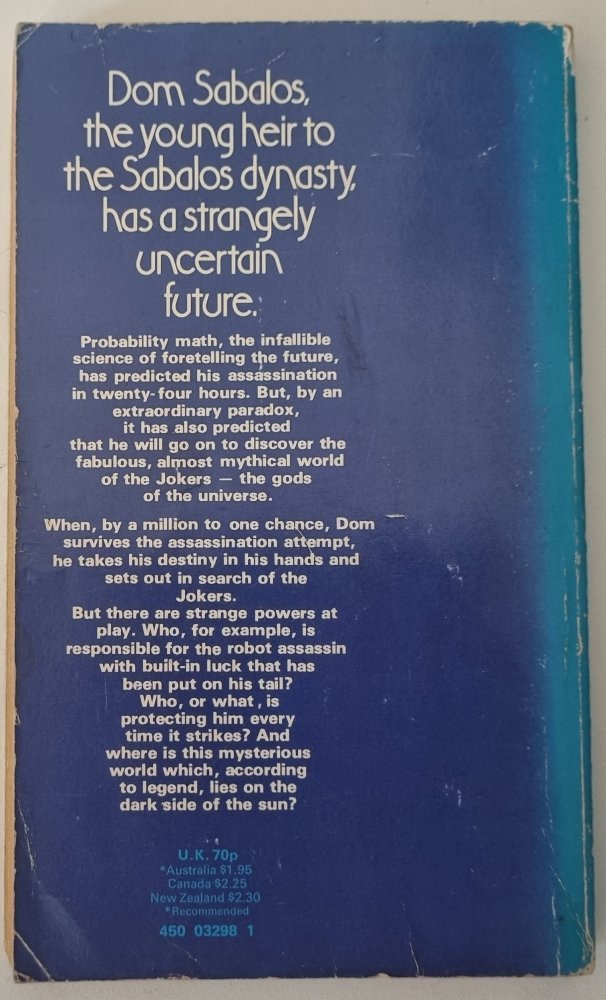 Dom Sabalos,
the young heir to
the Sabalos dynasty,
has a strangely
uncertain
future.
Probability math, the infallible
science of foretelling the future,
has predicted his assassination
in twenty-four hours. But, by an
extraordinary paradox,
it has also predicted
that he will go on to discover the
fabulous, almost mythical world
of the Jokers — the gods
of the universe.
When, by a million to one chance, Dom
survives the assassination attempt,
he takes his destiny in his hands and
sets out in search of the
Jokers.
But there are strange powers at
play. Who, for example, is
responsible for the robot assassin
with built-in luck that has
been put on his tail?
Who, or what , is
protecting him every
time it strikes? And
where is this mysterious
world which, according
to legend, lies on the
dark side of the sun?
U.K. 70p
*Australia $1.95
Canada $2.25
New Zealand $2.30
*Recommended
450 03298 1